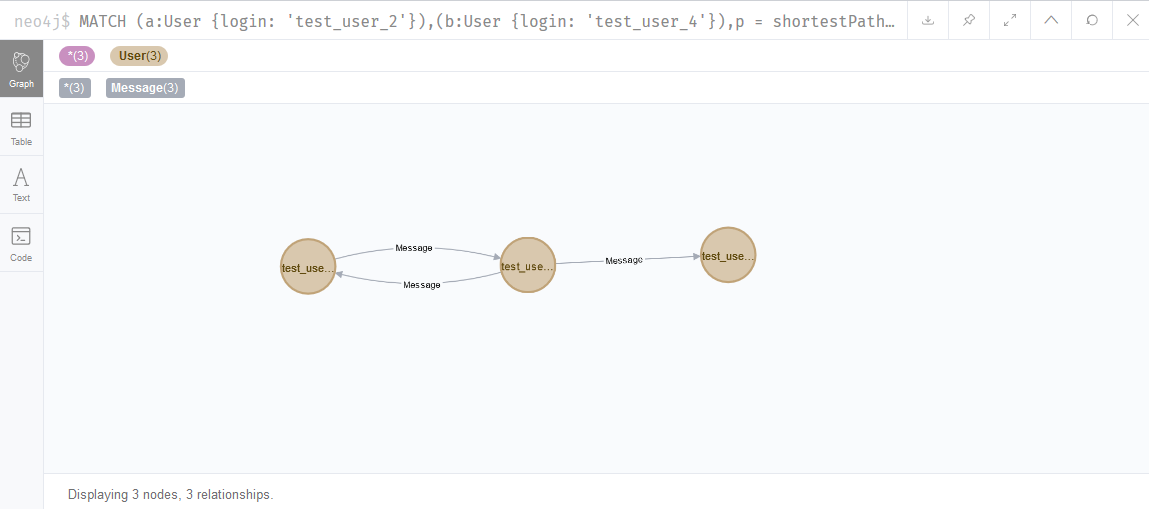 neo4j$ MATCH (a:User {login: 'test_user_2'}),(b:User {login: 'test_user_4'}),p = shortestPath…
*(3) User(3)
*(3) Message(3)
Graph
Table
Text
Code
Message
test_use...
test_use...
test_use...
Message
Message
Displaying 3 nodes, 3 relationships.